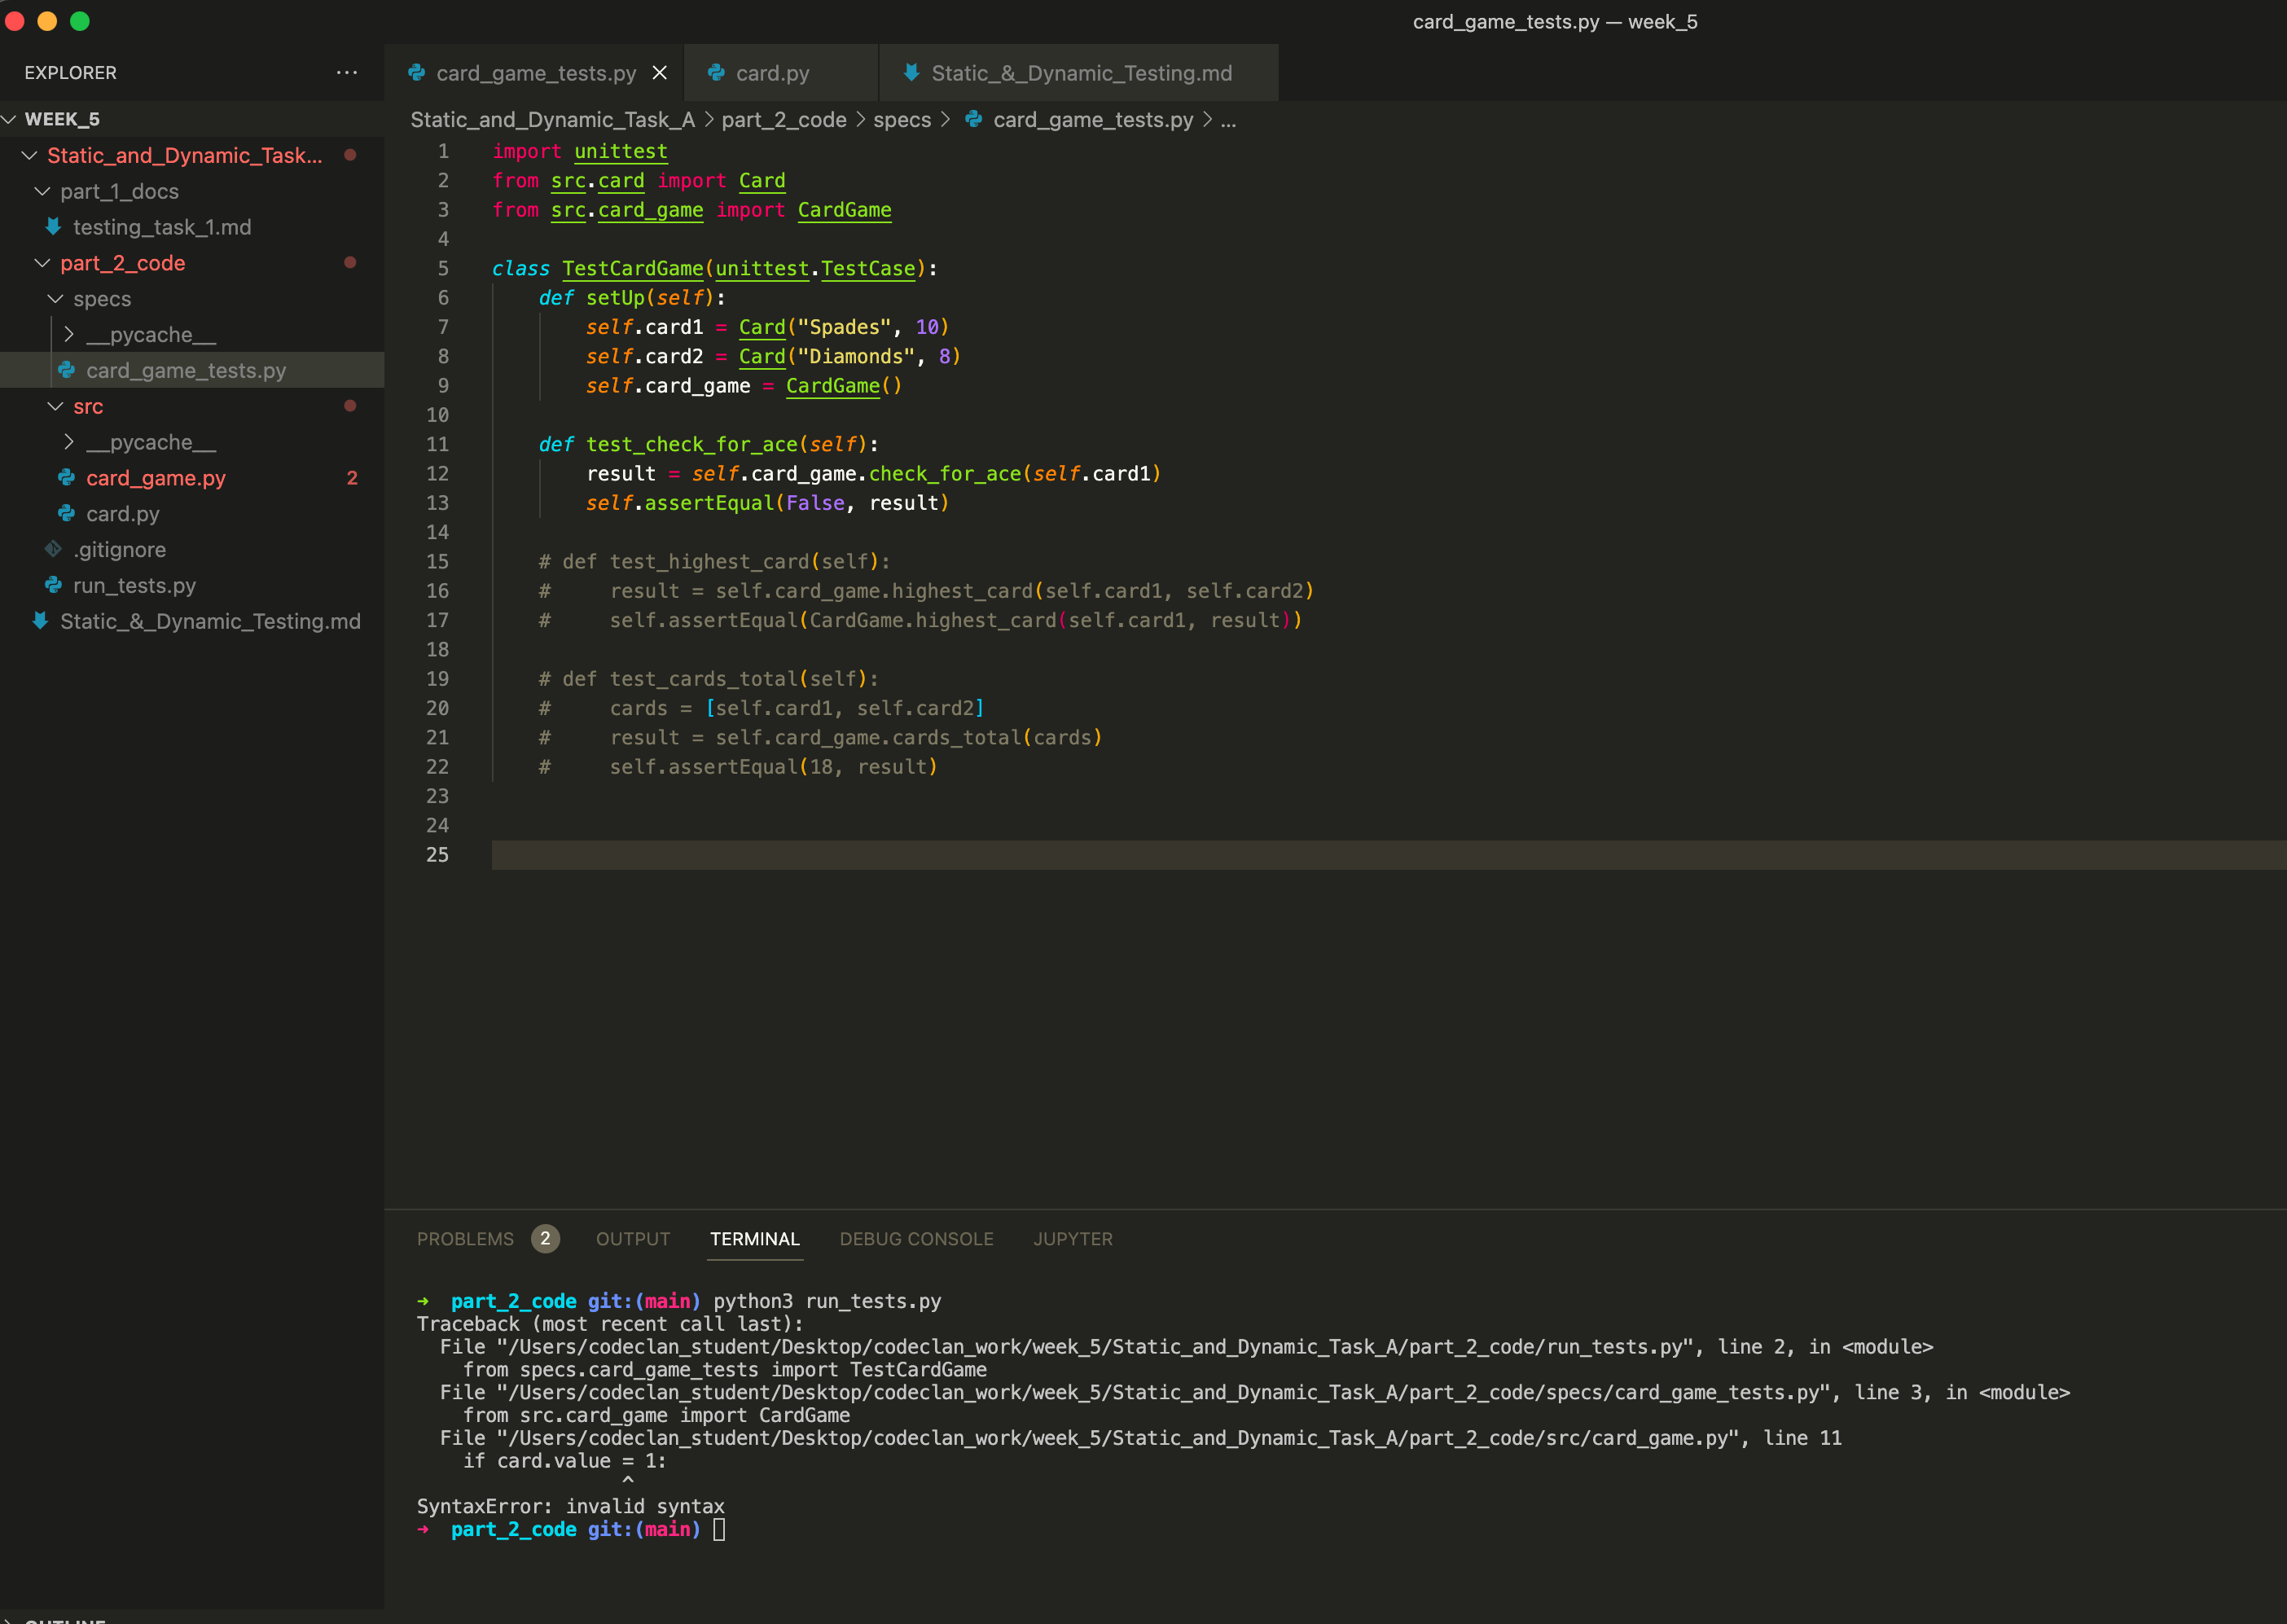 card_game_tests.py — week_5
EXPLORER
···
card_game_tests.py
card.py
Static_&_Dynamic_Testing.md
WEEK_5
Static_and_Dynamic_Task...
part_1_docs
testing_task_1.md
part_2_code
specs
__pycache__
card_game_tests.py
src
__pycache__
card_game.py 2
card.py
.gitignore
run_tests.py
Static_&_Dynamic_Testing.md
Static_and_Dynamic_Task_A > part_2_code > specs > card_game_tests.py > ...
1 import unittest
2 from src.card import Card
3 from src.card_game import CardGame
4
5 class TestCardGame(unittest.TestCase):
6     def setUp(self):
7         self.card1 = Card("Spades", 10)
8         self.card2 = Card("Diamonds", 8)
9         self.card_game = CardGame()
10
11     def test_check_for_ace(self):
12         result = self.card_game.check_for_ace(self.card1)
13         self.assertEqual(False, result)
14
15     # def test_highest_card(self):
16     #     result = self.card_game.highest_card(self.card1, self.card2)
17     #     self.assertEqual(CardGame.highest_card(self.card1, result))
18
19     # def test_cards_total(self):
20     #     cards = [self.card1, self.card2]
21     #     result = self.card_game.cards_total(cards)
22     #     self.assertEqual(18, result)
23
24
25
PROBLEMS 2 OUTPUT TERMINAL DEBUG CONSOLE JUPYTER
➜  part_2_code git:(main) python3 run_tests.py
Traceback (most recent call last):
  File "/Users/codeclan_student/Desktop/codeclan_work/week_5/Static_and_Dynamic_Task_A/part_2_code/run_tests.py", line 2, in <module>
    from specs.card_game_tests import TestCardGame
  File "/Users/codeclan_student/Desktop/codeclan_work/week_5/Static_and_Dynamic_Task_A/part_2_code/specs/card_game_tests.py", line 3, in <module>
    from src.card_game import CardGame
  File "/Users/codeclan_student/Desktop/codeclan_work/week_5/Static_and_Dynamic_Task_A/part_2_code/src/card_game.py", line 11
    if card.value = 1:
                  ^
SyntaxError: invalid syntax
➜  part_2_code git:(main)
OUTLINE